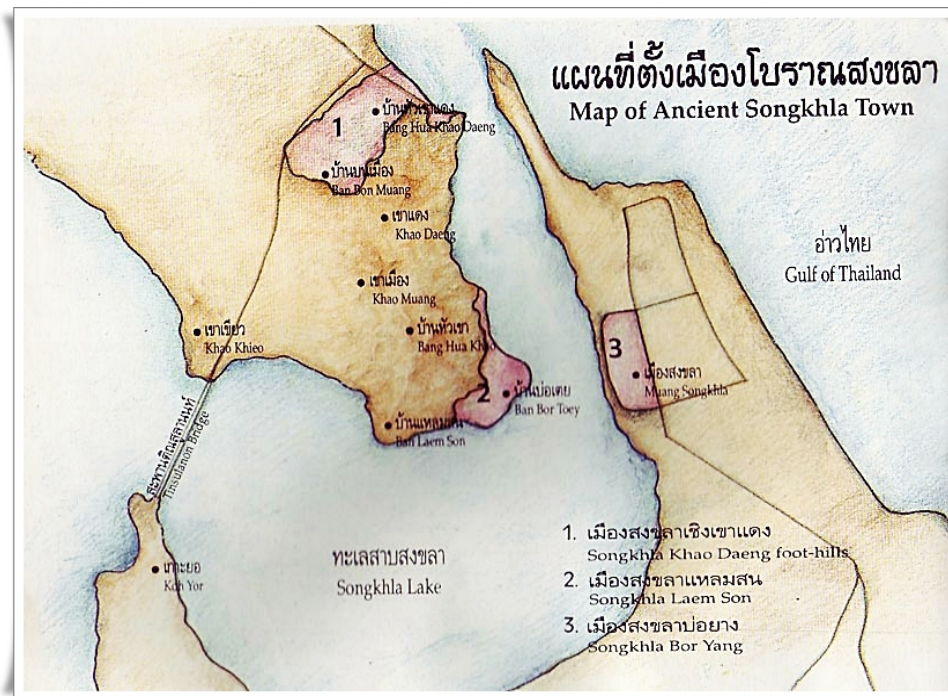 แผนที่ตั้งเมืองโบราณสงขลา
Map of Ancient Songkhla Town
บ้านหัวเขาแดง
Bang Hua Khao Daeng
1
บ้านบนเมือง
Ban Bon Muang
เขาแดง
Khao Daeng
อ่าวไทย
Gulf of Thailand
เขาเมือง
Khao Muang
เขาเขียว
Khao Khieo
บ้านหัวเขา
Bang Hua Khao
3
เมืองสงขลา
Muang Songkhla
2
บ้านบ่อเตย
Ban Bor Toey
บ้านแหลมสน
Ban Laem Son
สะพานติณสูลานนท์
Tinsulanon Bridge
ทะเลสาบสงขลา
Songkhla Lake
เกาะยอ
Koh Yor
1. เมืองสงขลาเชิงเขาแดง
Songkhla Khao Daeng foot-hills
2. เมืองสงขลาแหลมสน
Songkhla Laem Son
3. เมืองสงขลาบ่อยาง
Songkhla Bor Yang